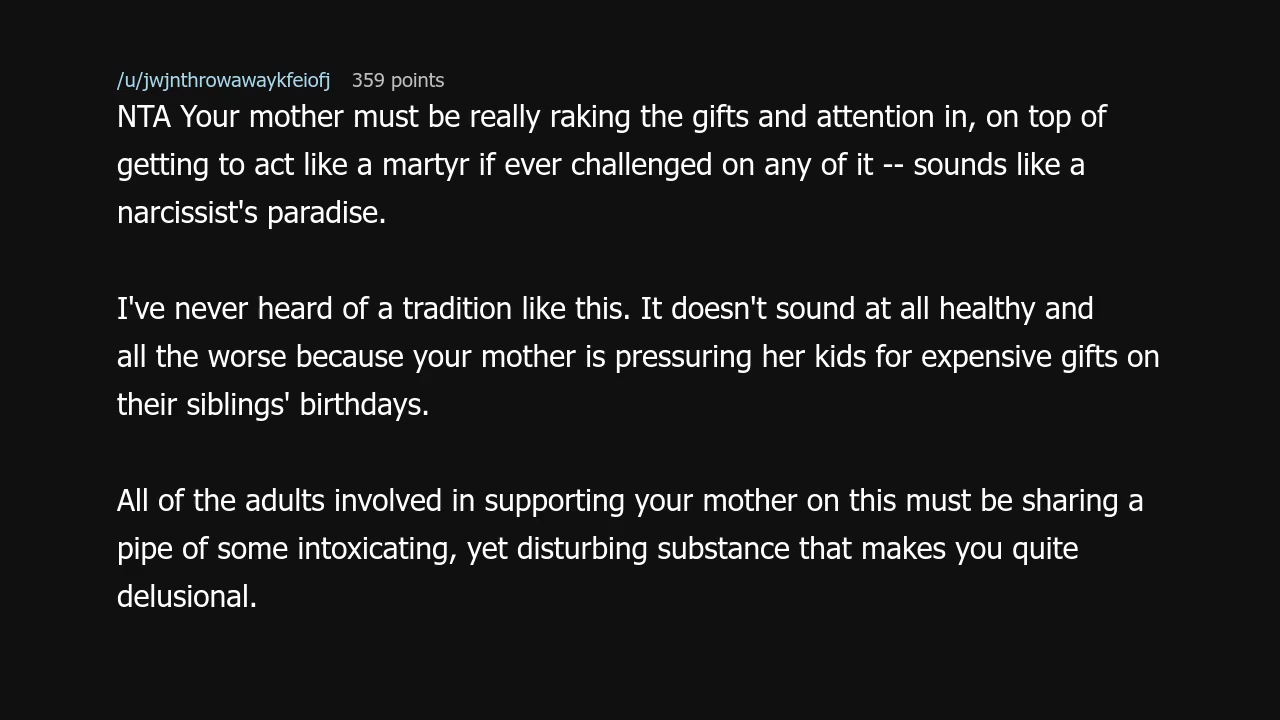 /u/jwjnthrowawaykfeiofj 359 points
NTA Your mother must be really raking the gifts and attention in, on top of
getting to act like a martyr if ever challenged on any of it -- sounds like a
narcissist's paradise.
I've never heard of a tradition like this. It doesn't sound at all healthy and
all the worse because your mother is pressuring her kids for expensive gifts on
their siblings' birthdays.
All of the adults involved in supporting your mother on this must be sharing a
pipe of some intoxicating, yet disturbing substance that makes you quite
delusional.